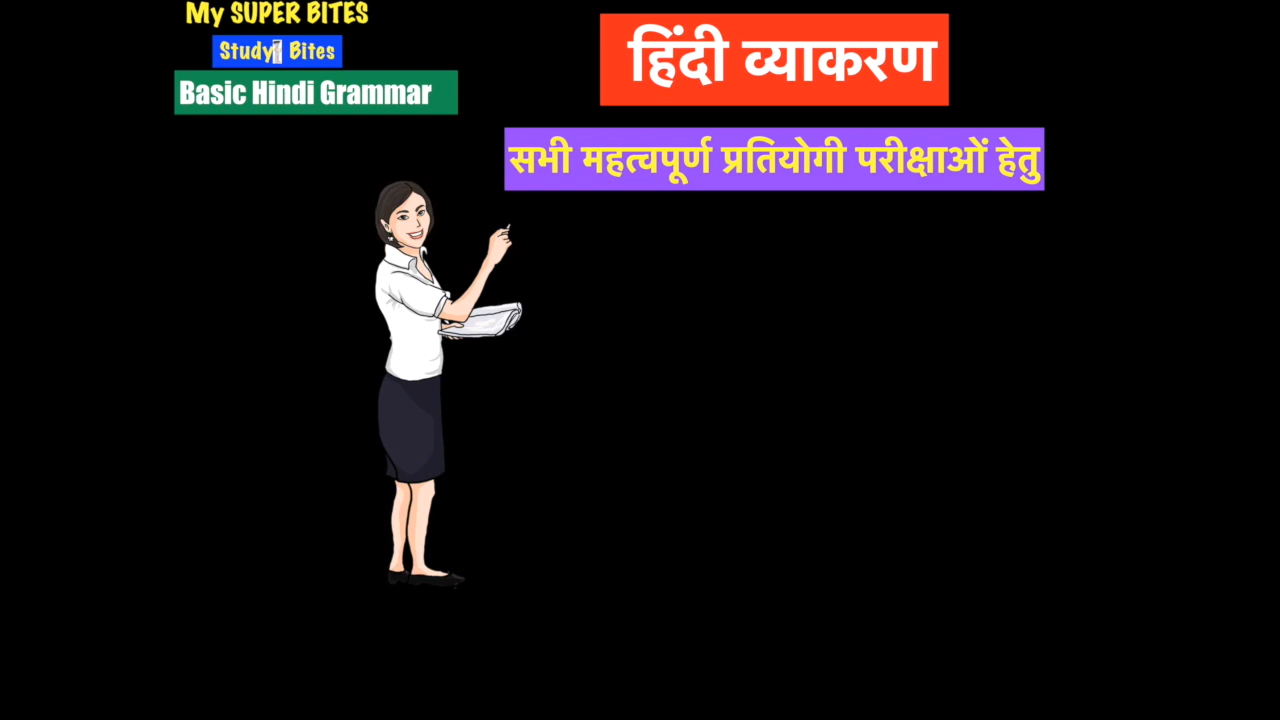 My SUPER BITES
Study Bites
Basic Hindi Grammar
हिंदी व्याकरण
सभी महत्वपूर्ण प्रतियोगी परीक्षाओं हेतु